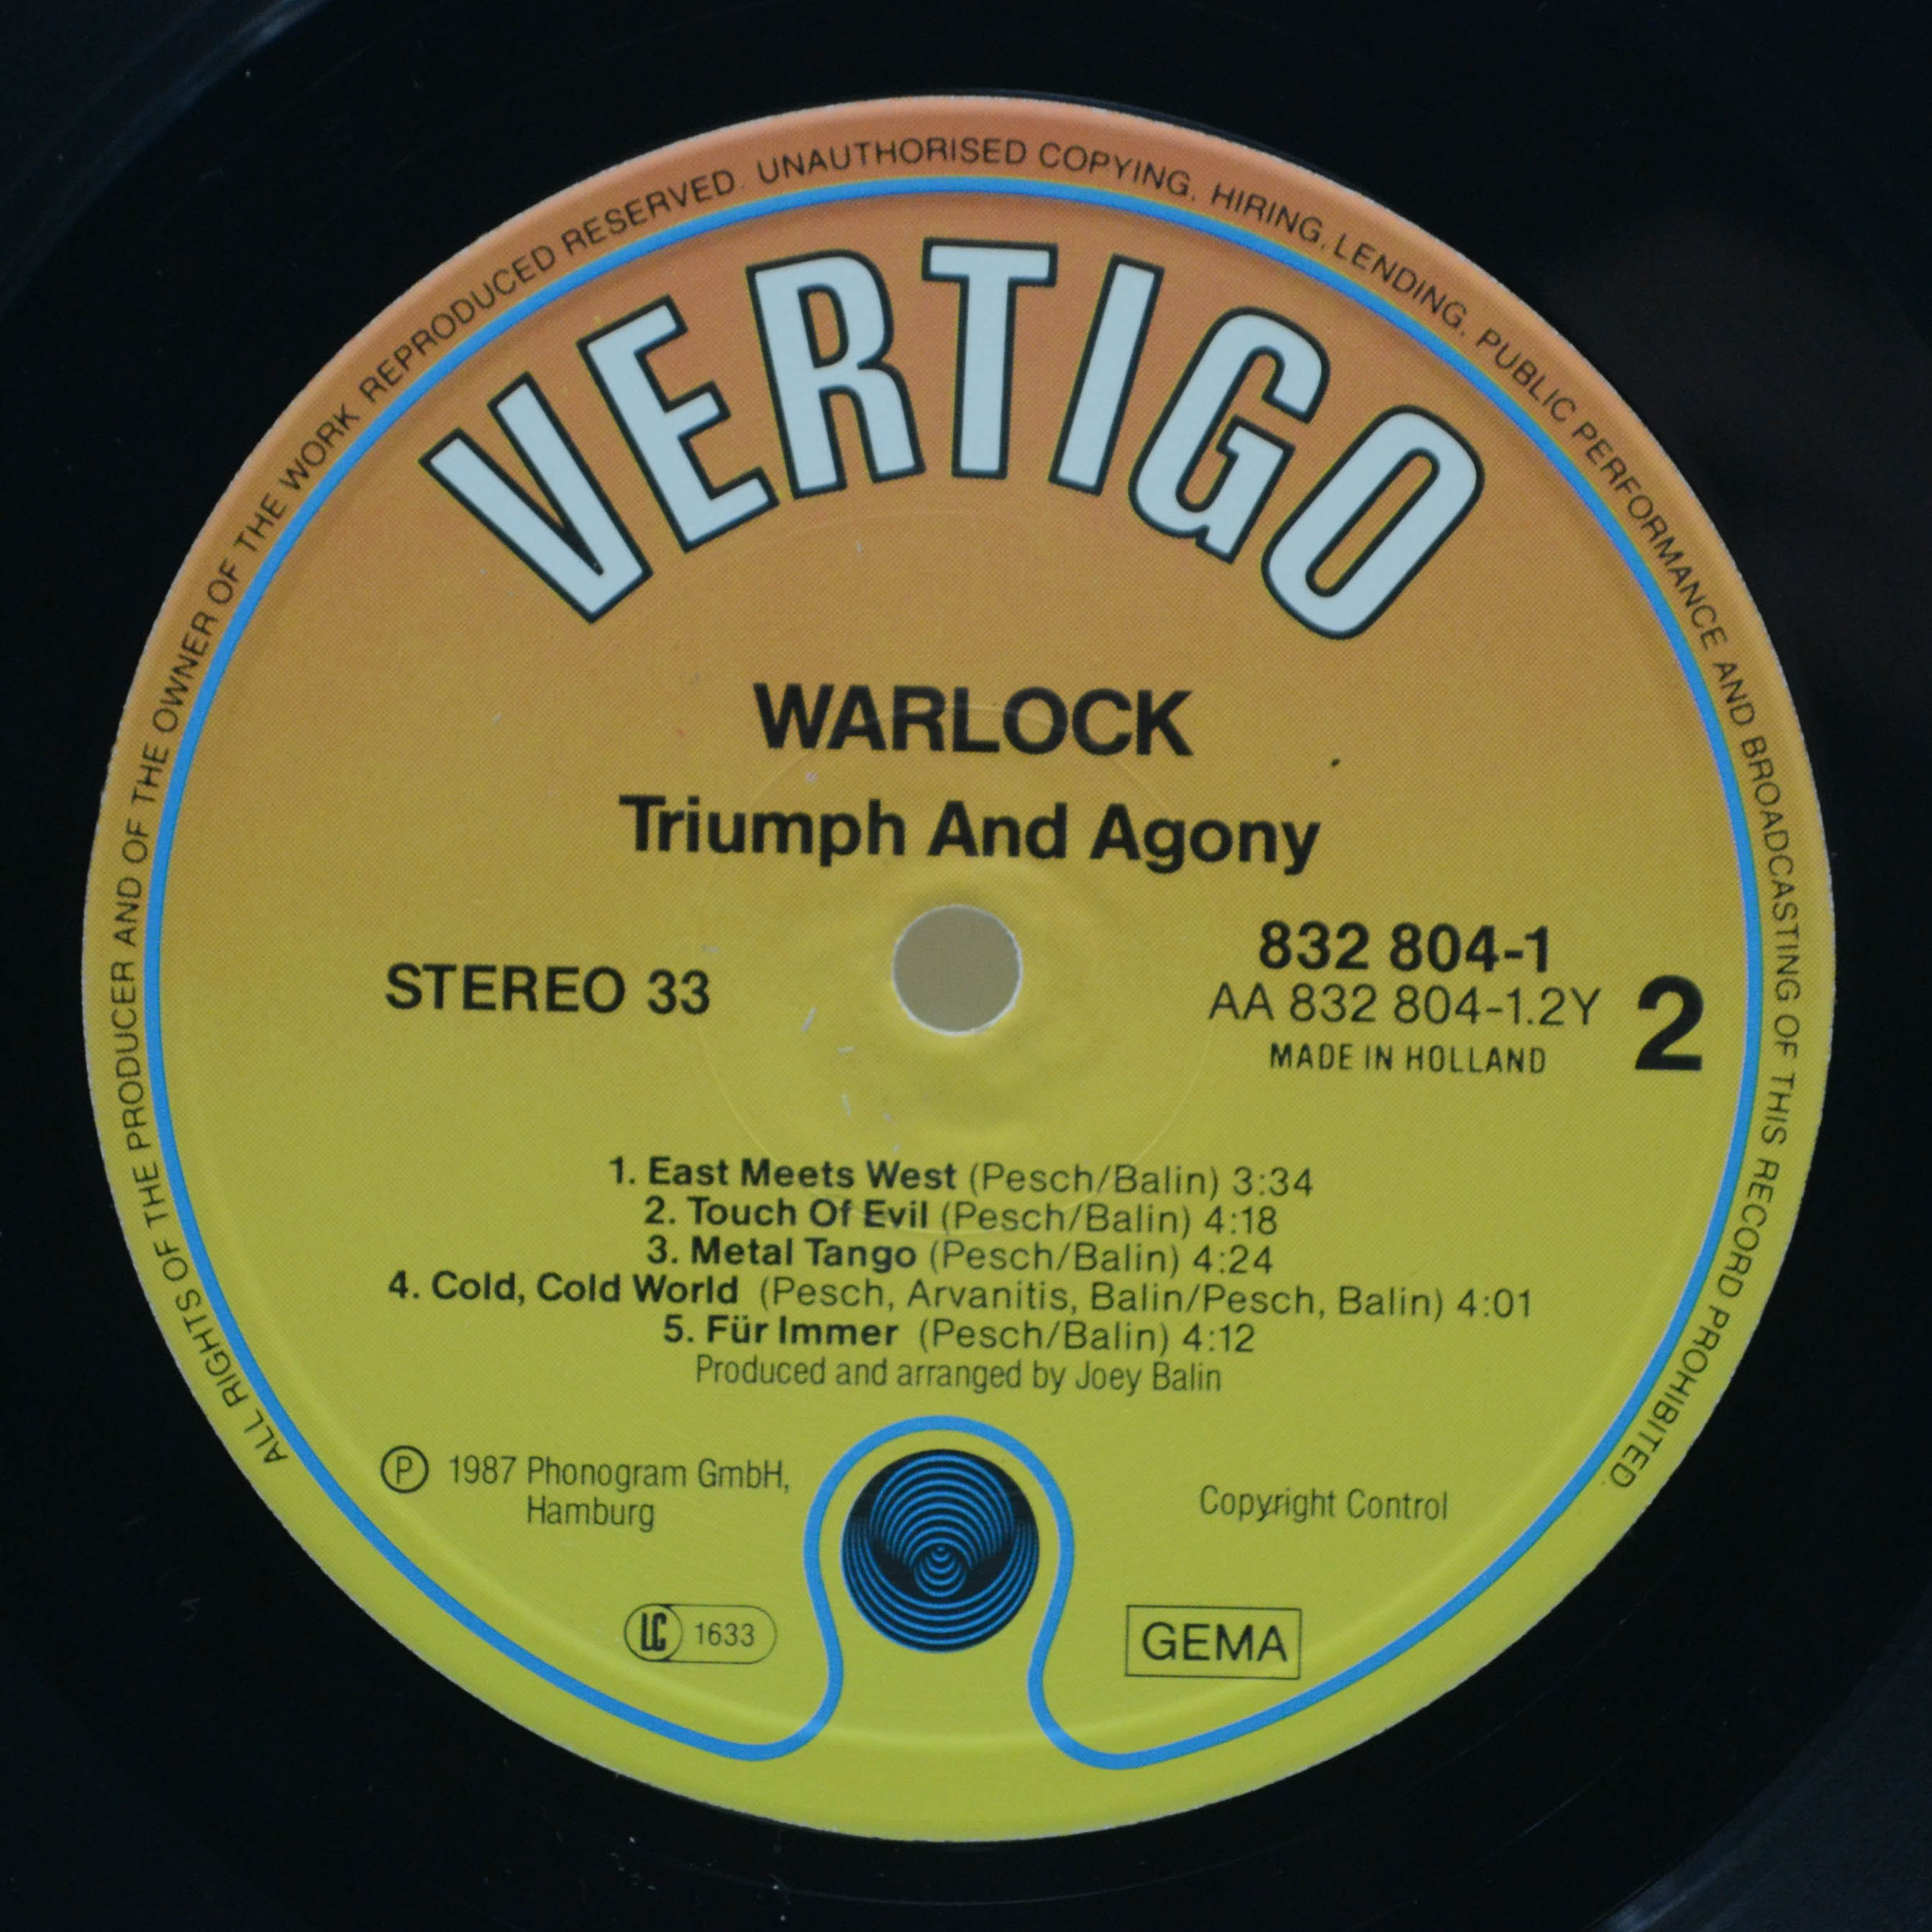 ALL RIGHTS OF THE PRODUCER AND OF THE OWNER OF THE WORK REPRODUCED RESERVED. UNAUTHORISED COPYING, HIRING, LENDING, PUBLIC PERFORMANCE AND BROADCASTING OF THIS RECORD PROHIBITED.
VERTIGO
WARLOCK
Triumph And Agony
STEREO 33
832 804-1
AA 832 804-1.2Y
MADE IN HOLLAND
2
1. East Meets West (Pesch/Balin) 3:34
2. Touch Of Evil (Pesch/Balin) 4:18
3. Metal Tango (Pesch/Balin) 4:24
4. Cold, Cold World (Pesch, Arvanitis, Balin/Pesch, Balin) 4:01
5. Für Immer (Pesch/Balin) 4:12
Produced and arranged by Joey Balin
Ⓟ 1987 Phonogram GmbH,
Hamburg
Copyright Control
LC 1633
GEMA